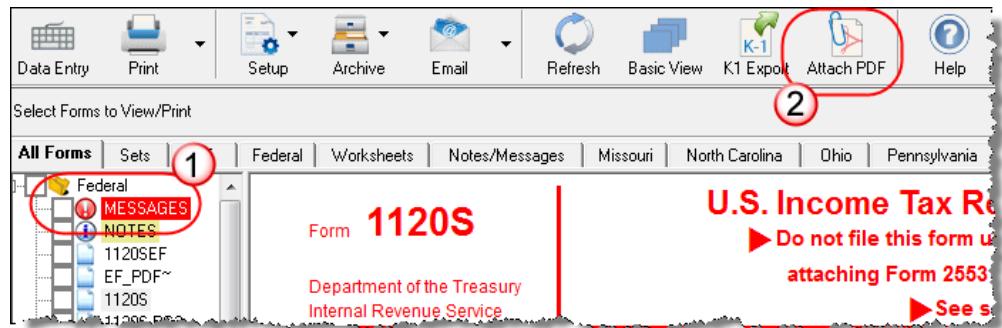 Data Entry Print Setup Archive Email Refresh Basic View K1 Export Attach PDF Help
K-1
2
Select Forms to View/Print
All Forms Sets Federal Worksheets Notes/Messages Missouri North Carolina Ohio Pennsylvania
1
Federal
MESSAGES
NOTES
1120SEF
EF_PDF~
1120S
Form 1120S
Department of the Treasury
Internal Revenue Service
U.S. Income Tax
Do not file this form
attaching Form 2553
See